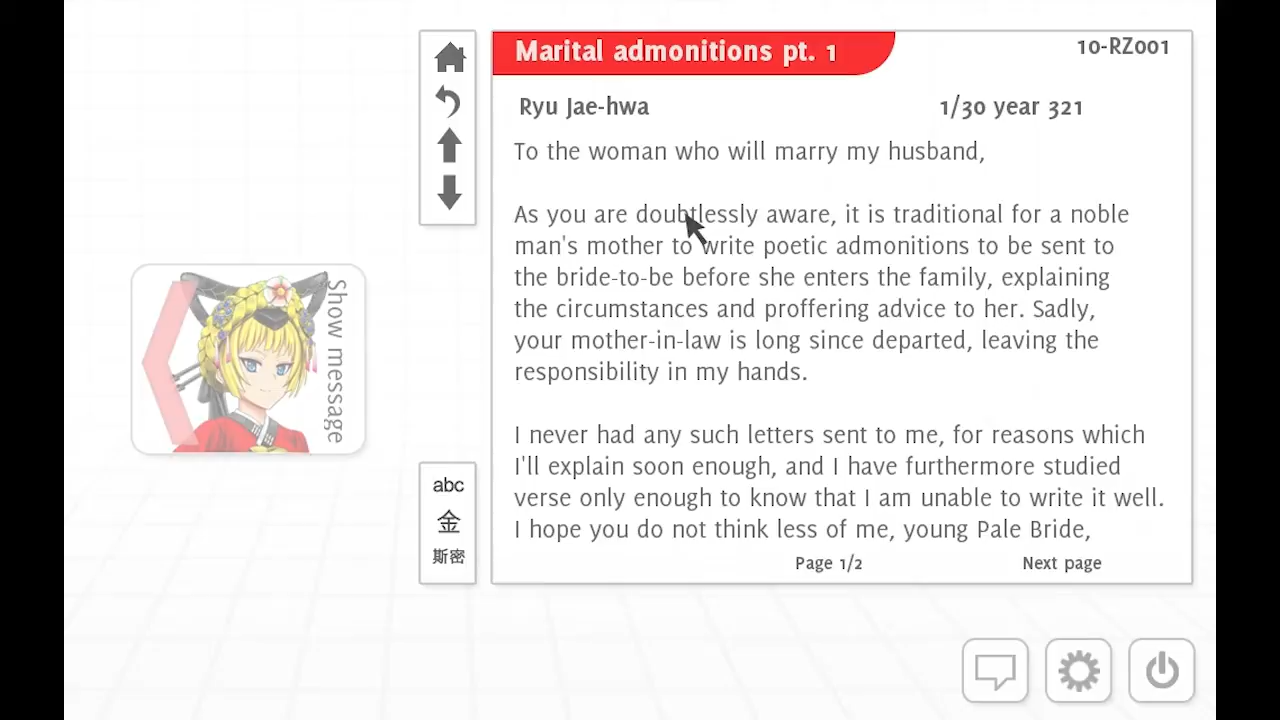 Marital admonitions pt. 1
10-RZ001
Ryu Jae-hwa
1/30 year 321
To the woman who will marry my husband,
As you are doubtlessly aware, it is traditional for a noble
man's mother to write poetic admonitions to be sent to
the bride-to-be before she enters the family, explaining
the circumstances and proffering advice to her. Sadly,
your mother-in-law is long since departed, leaving the
responsibility in my hands.
I never had any such letters sent to me, for reasons which
I'll explain soon enough, and I have furthermore studied
verse only enough to know that I am unable to write it well.
I hope you do not think less of me, young Pale Bride,
Page 1/2
Next page
Show message
abc
金
斯密